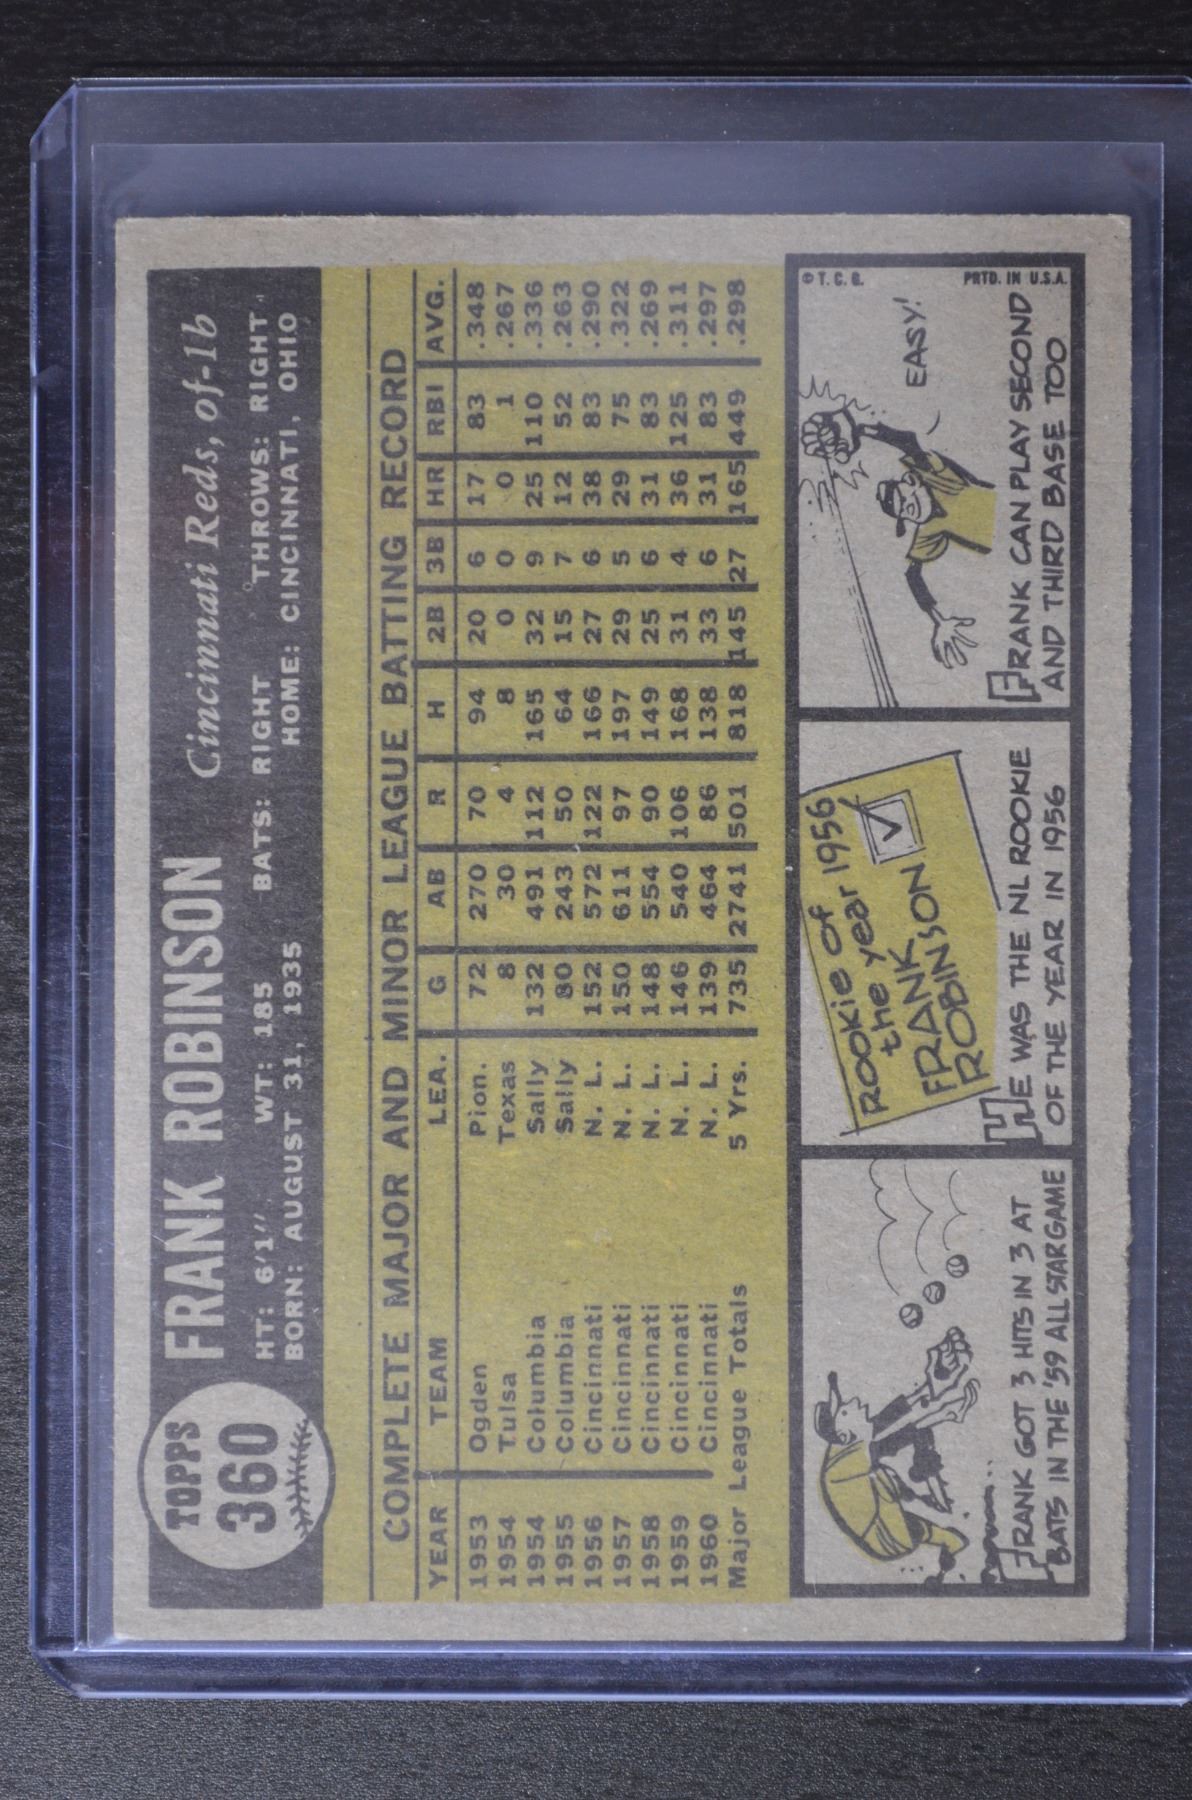 TOPPS
360
FRANK ROBINSON Cincinnati Reds, of-1b
HT: 6'1" WT: 185 BATS: RIGHT THROWS: RIGHT
BORN: AUGUST 31, 1935 HOME: CINCINNATI, OHIO
COMPLETE MAJOR AND MINOR LEAGUE BATTING RECORD
YEAR TEAM LEA. G AB R H 2B 3B HR RBI AVG.
1953 Ogden Pion. 72 270 70 94 20 6 17 83 .348
1954 Tulsa Texas 8 30 4 8 0 0 0 1 .267
1954 Columbia Sally 132 491 112 165 32 9 25 110 .336
1955 Columbia Sally 80 243 50 64 15 7 12 52 .263
1956 Cincinnati N. L. 152 572 122 166 27 6 38 83 .290
1957 Cincinnati N. L. 150 611 97 197 29 5 29 75 .322
1958 Cincinnati N. L. 148 554 90 149 25 6 31 83 .269
1959 Cincinnati N. L. 146 540 106 168 31 4 36 125 .311
1960 Cincinnati N. L. 139 464 86 138 33 6 31 83 .297
Major League Totals 5 Yrs. 735 2741 501 818 145 27 165 449 .298
FRANK GOT 3 HITS IN 3 AT
BATS IN THE '59 ALL STAR GAME
ROOKIE of
the year 1956
FRANK
ROBINSON
HE WAS THE NL ROOKIE
OF THE YEAR IN 1956
© T. C. G. PRTD. IN U.S.A.
EASY!
FRANK CAN PLAY SECOND
AND THIRD BASE TOO